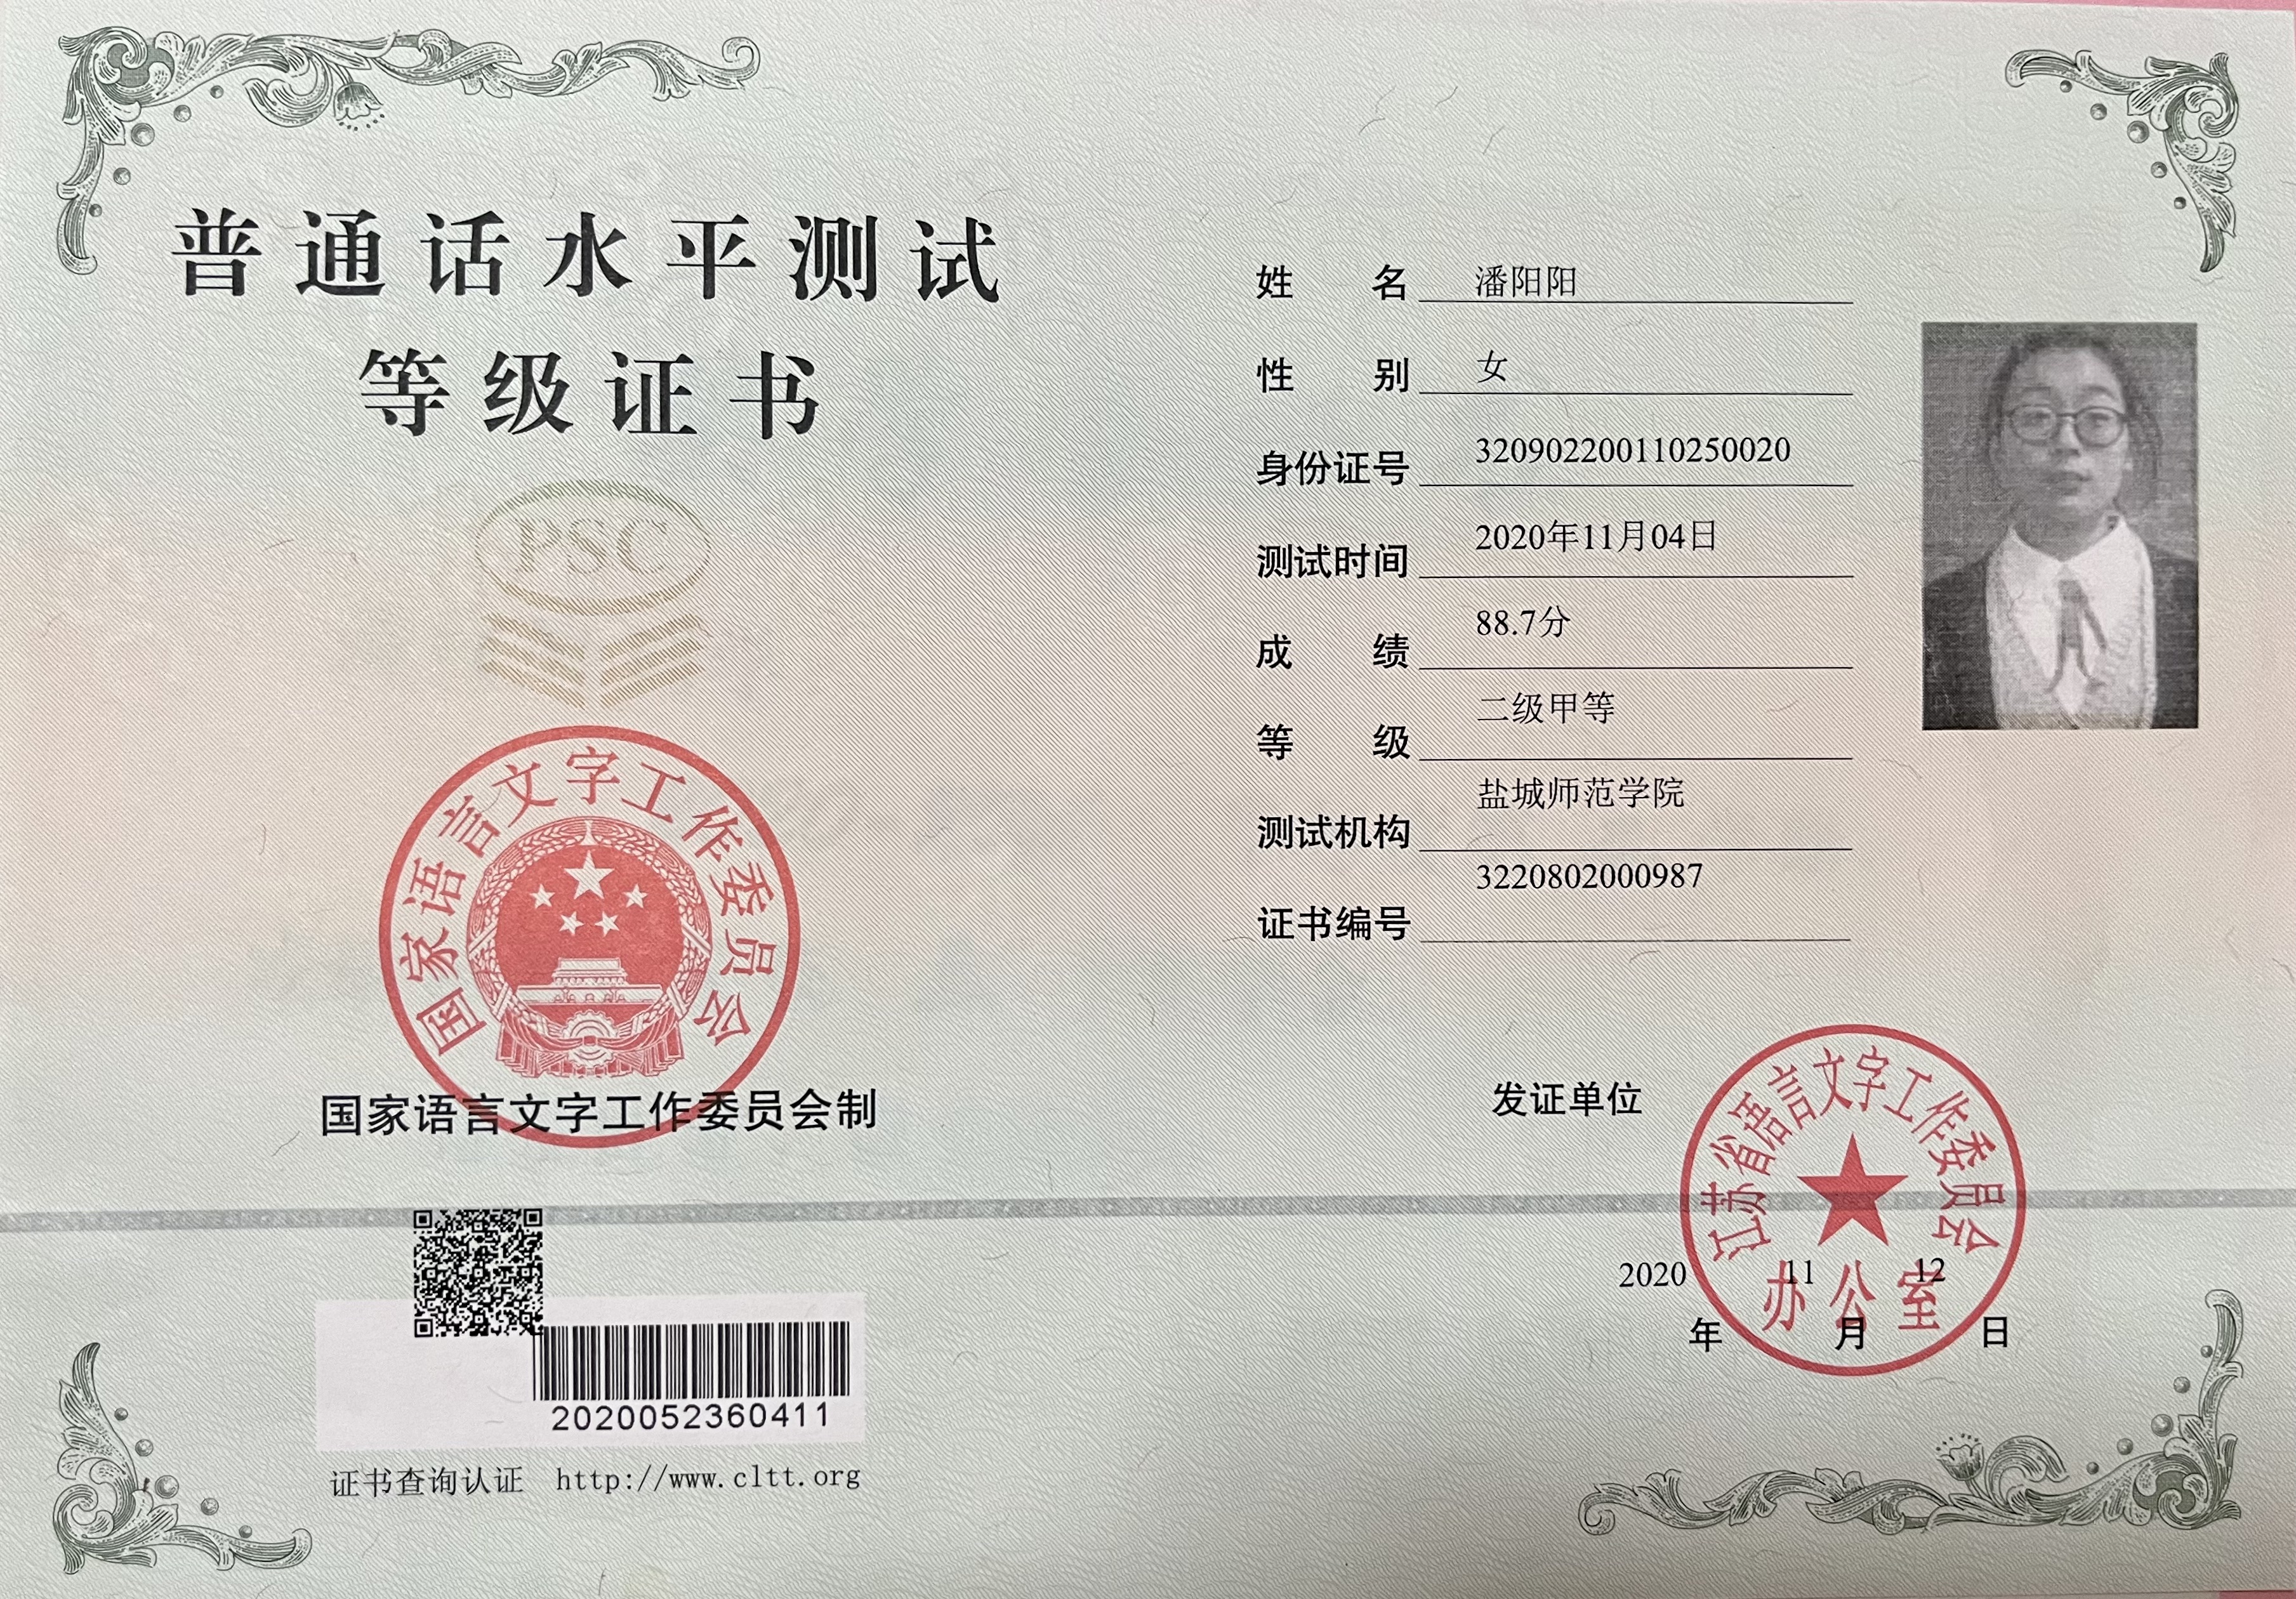 普通话水平测试
等级证书
PSC
国家语言文字工作委员会
国家语言文字工作委员会制
2020052360411
证书查询认证 http://www.cltt.org
姓 名 潘阳阳
性 别 女
身份证号 320902200110250020
测试时间 2020年11月04日
成 绩 88.7分
等 级 二级甲等
测试机构 盐城师范学院
证书编号 3220802000987
发证单位
江苏省语言文字工作委员会
办公室
2020 11 12
年 月 日